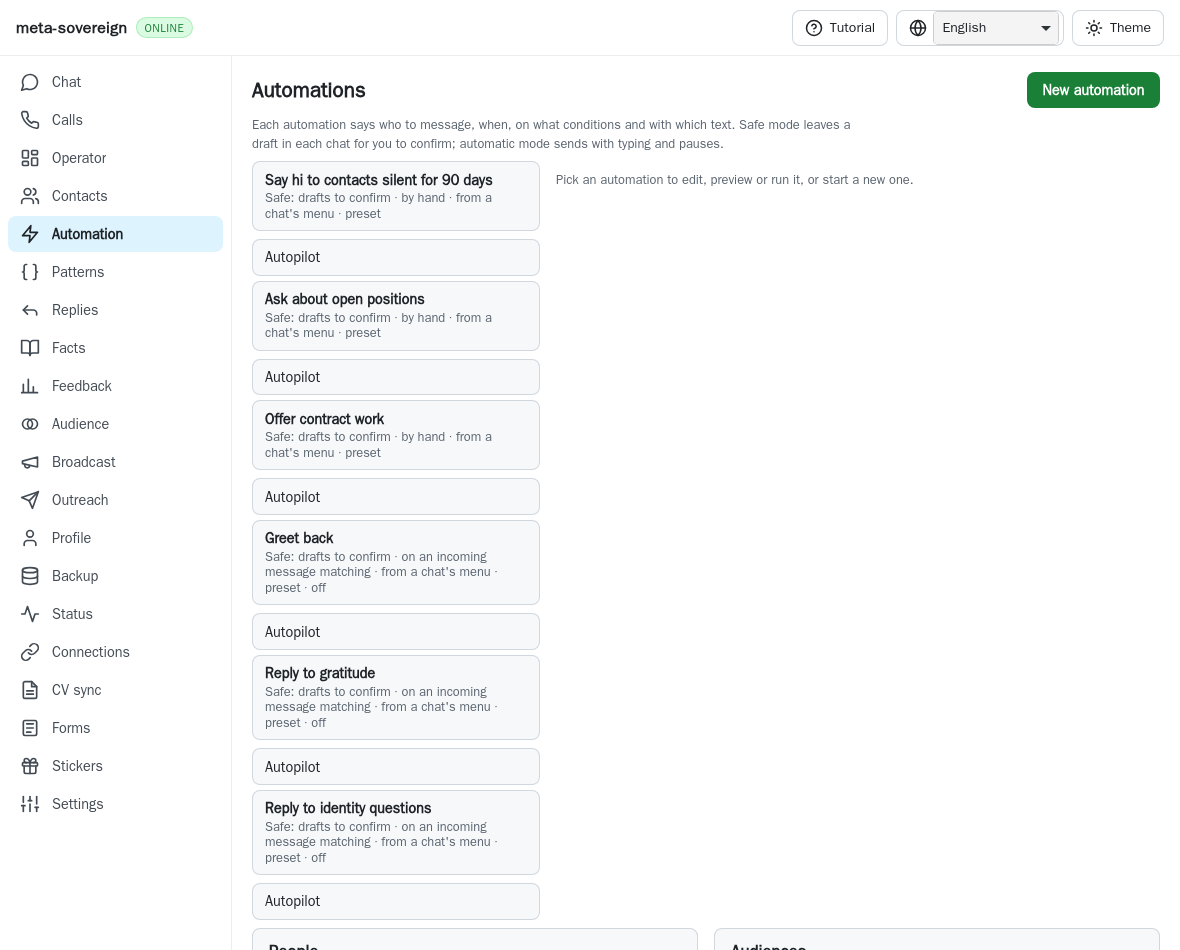 meta-sovereign ONLINE Tutorial English Theme
Chat
Calls
Operator
Contacts
Automation
Patterns
Replies
Facts
Feedback
Audience
Broadcast
Outreach
Profile
Backup
Status
Connections
CV sync
Forms
Stickers
Settings
Automations
New automation
Each automation says who to message, when, on what conditions and with which text. Safe mode leaves a
draft in each chat for you to confirm; automatic mode sends with typing and pauses.
Say hi to contacts silent for 90 days
Safe: drafts to confirm · by hand · from a
chat's menu · preset
Autopilot
Ask about open positions
Safe: drafts to confirm · by hand · from a
chat's menu · preset
Autopilot
Offer contract work
Safe: drafts to confirm · by hand · from a
chat's menu · preset
Autopilot
Greet back
Safe: drafts to confirm · on an incoming
message matching · from a chat's menu ·
preset · off
Autopilot
Reply to gratitude
Safe: drafts to confirm · on an incoming
message matching · from a chat's menu ·
preset · off
Autopilot
Reply to identity questions
Safe: drafts to confirm · on an incoming
message matching · from a chat's menu ·
preset · off
Autopilot
Pick an automation to edit, preview or run it, or start a new one.
People
Audiences